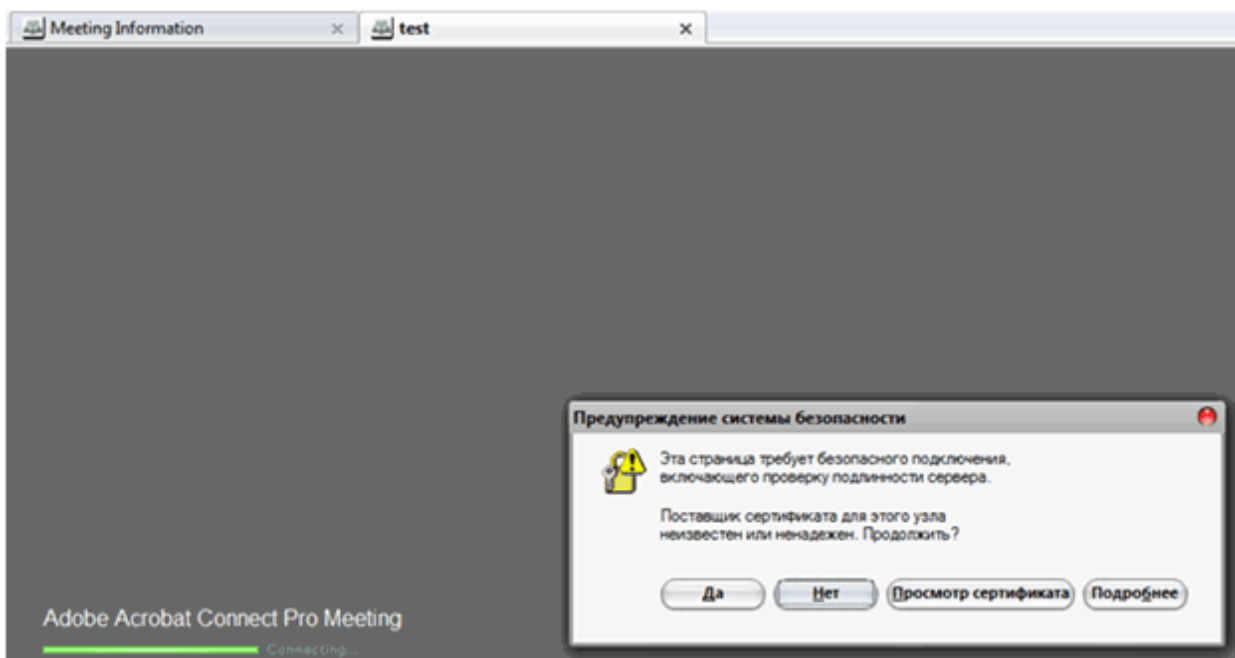 Meeting Information
test
Предупреждение системы безопасности
Эта страница требует безопасного подключения,
включающего проверку подлинности сервера.
Поставщик сертификата для этого узла
неизвестен или ненадежен. Продолжить?
Да Нет Просмотр сертификата Подробнее
Adobe Acrobat Connect Pro Meeting
Connecting...